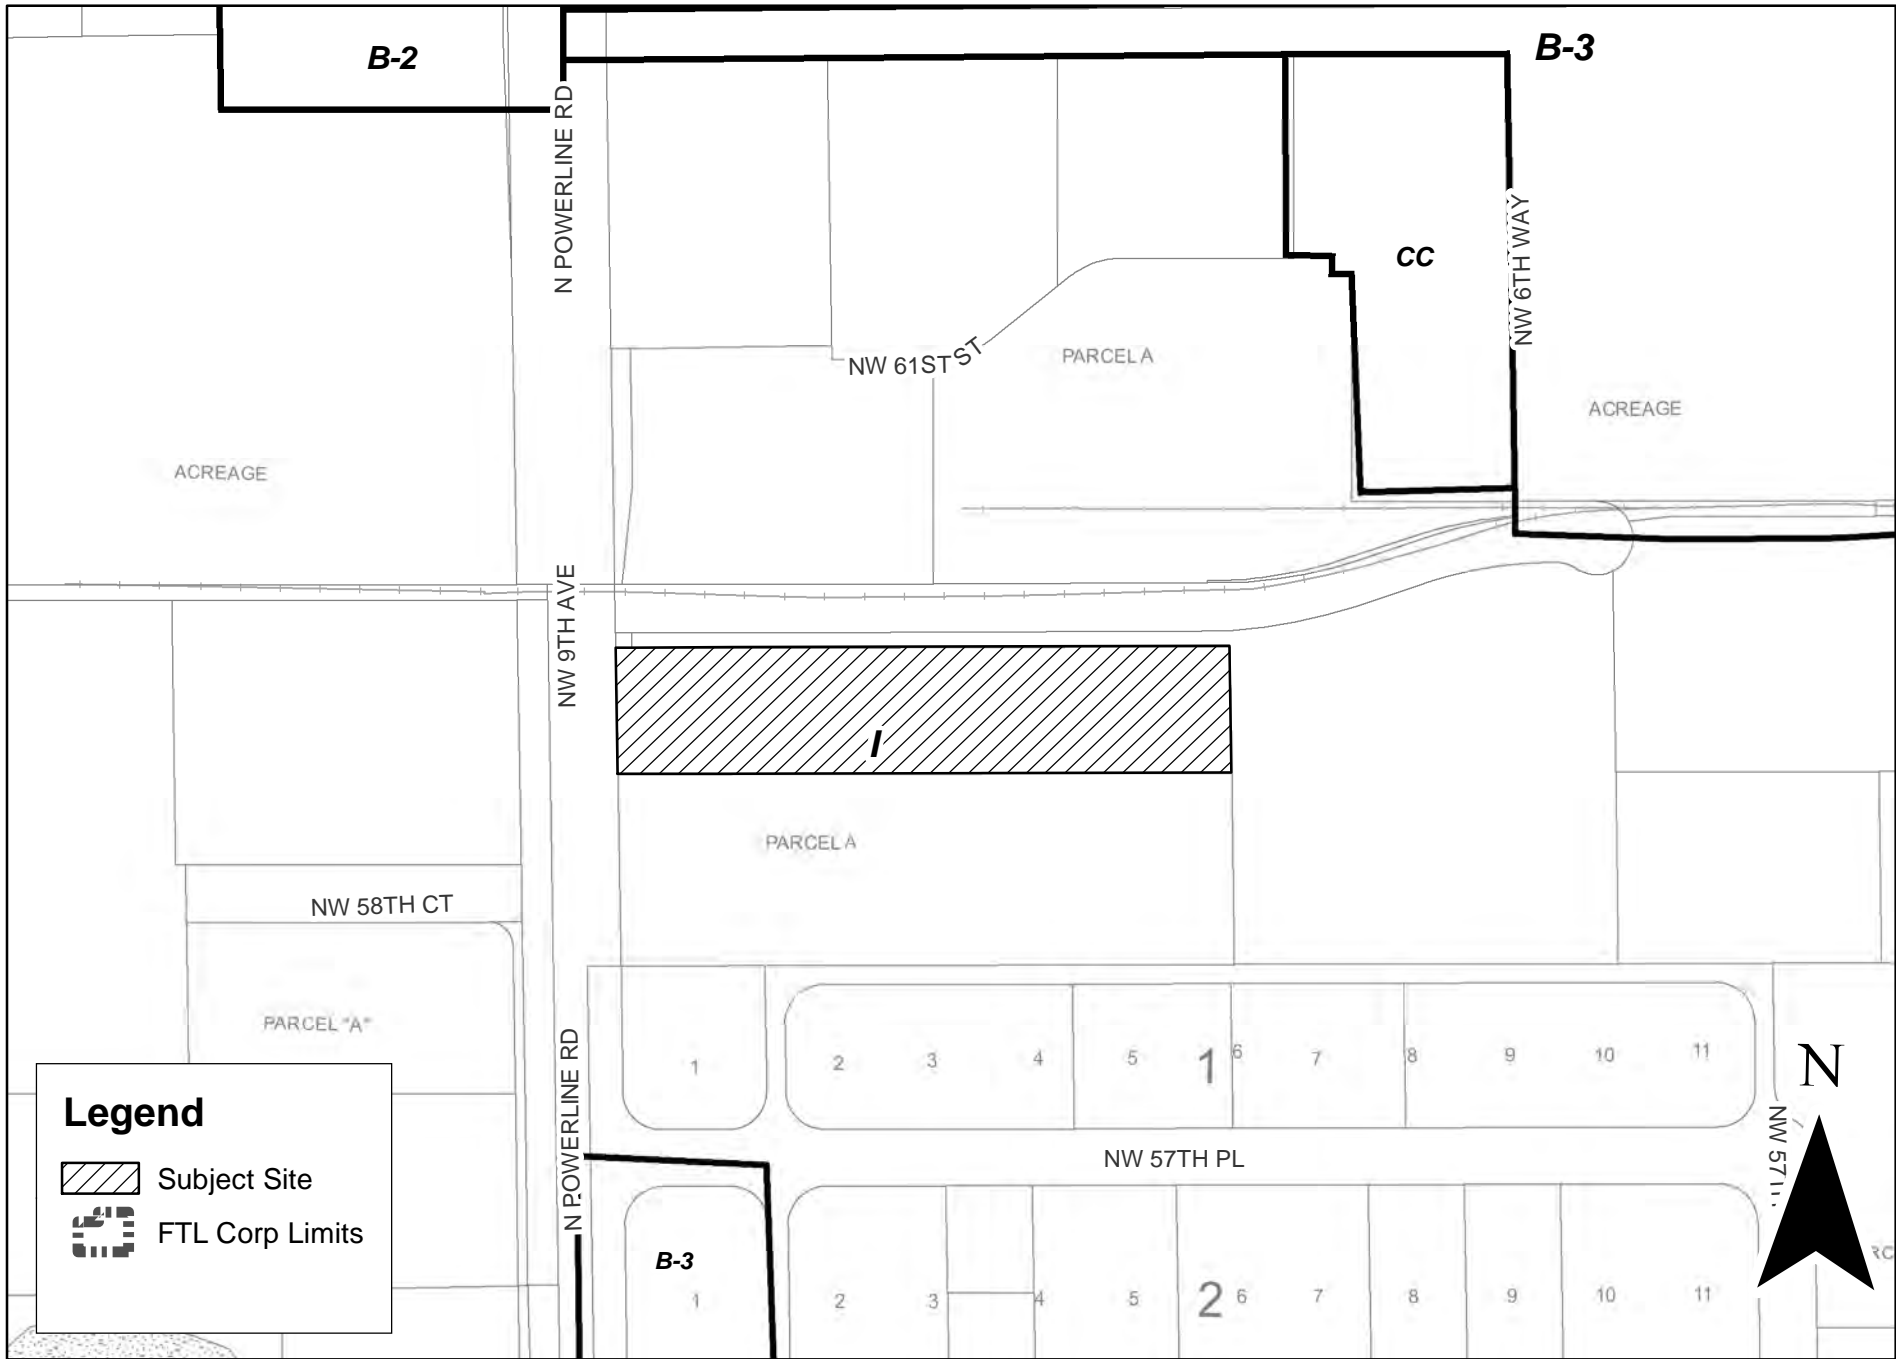 B-2
B-3
N POWERLINE RD
NW 6TH WAY
CC
NW 61ST ST
PARCEL A
ACREAGE
ACREAGE
NW 9TH AVE
I
PARCEL A
NW 58TH CT
PARCEL "A"
N POWERLINE RD
1
2
3
4
5
1
6
7
8
9
10
11
N
NW 57TH PL
B-3
1
2
3
4
5
2
6
7
8
9
10
11
Legend
Subject Site
FTL Corp Limits